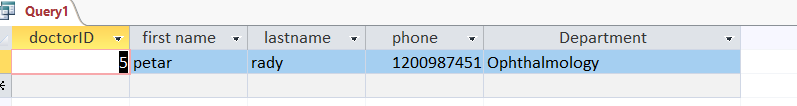 Query1
doctorID first name lastname phone Department
5 petar rady 1200987451 Ophthalmology